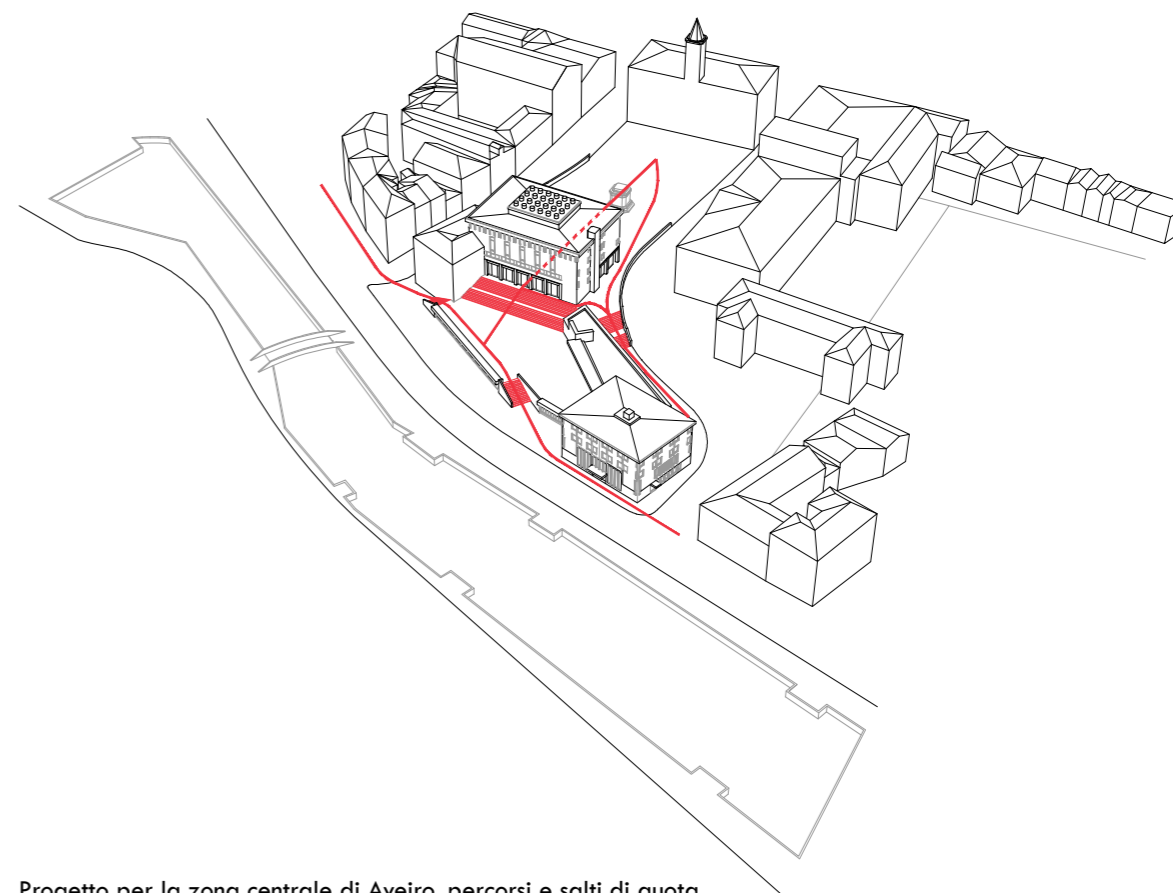 Progetto per la zona centrale di Aveiro, percorsi e salti di quota